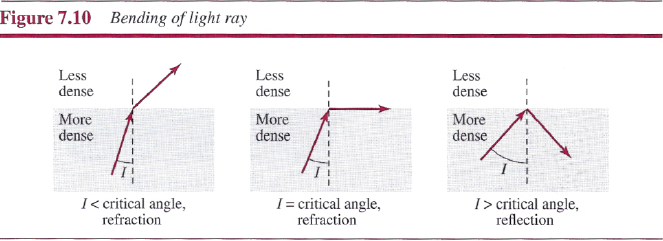 Figure 7.10 Bending of light ray
Less
dense
More
dense
I
I < critical angle,
refraction
Less
dense
More
dense
I
I = critical angle,
refraction
Less
dense
More
dense
I
I > critical angle,
reflection